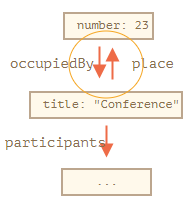 number: 23
occupiedBy place
title: "Conference"
participants
...